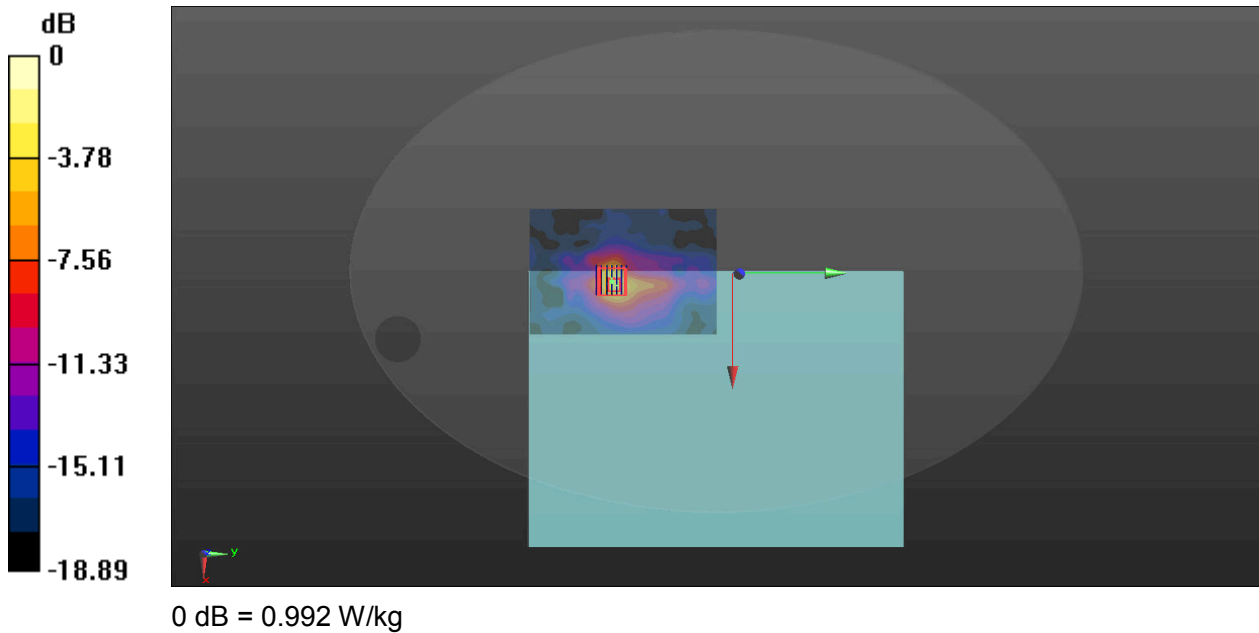 dB
0
-3.78
-7.56
-11.33
-15.11
-18.89
y
x
0 dB = 0.992 W/kg